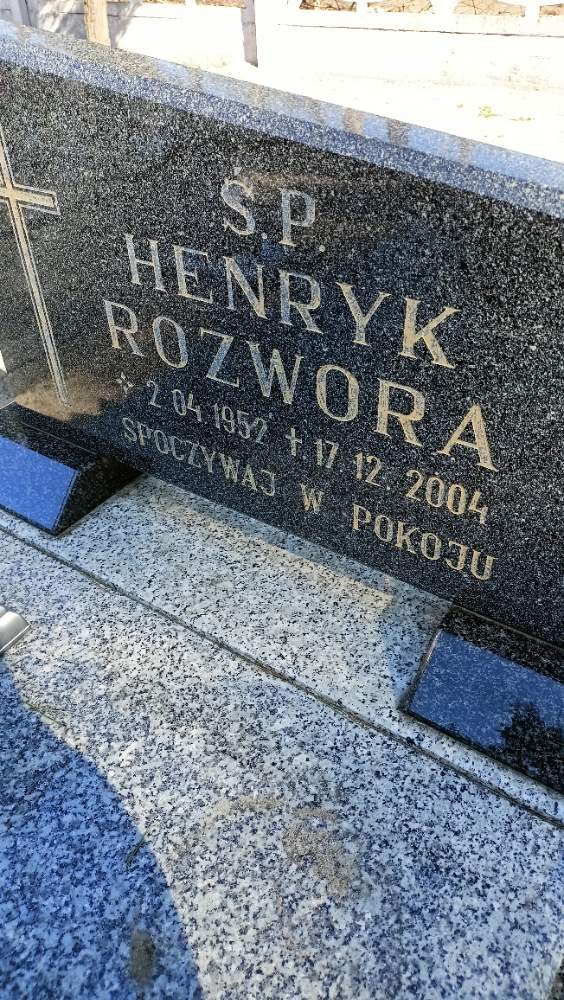 Ś.P.
HENRYK
ROZWORA
* 2 04 1952 † 17 12. 2004
SPOCZYWAJ W POKOJU